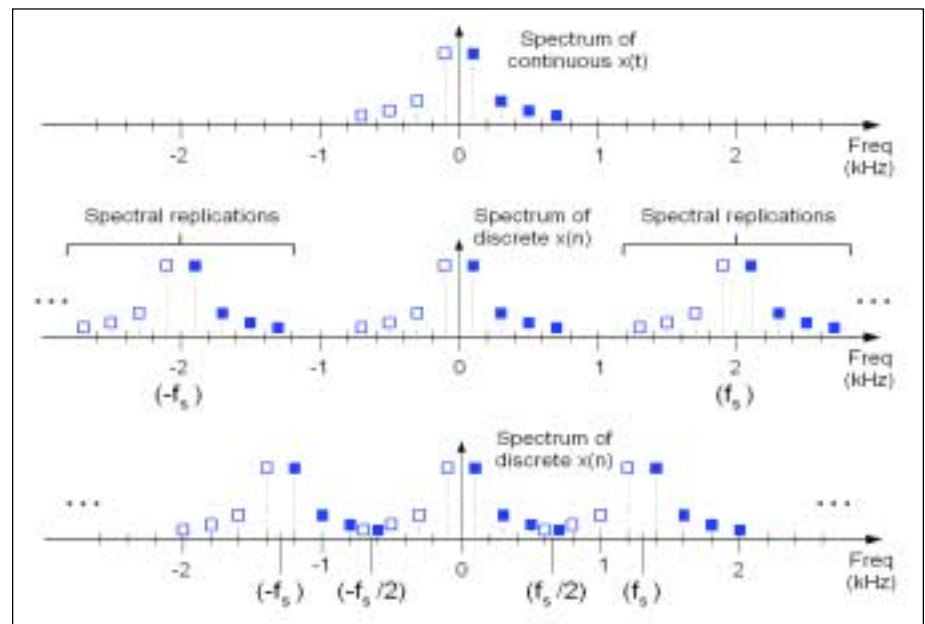 Spectrum of
continuous x(t)
-2 -1 0 1 2 Freq
(kHz)
Spectral replications
Spectrum of
discrete x(n)
Spectral replications
-2 -1 0 1 2 Freq
(kHz)
(-fs) (fs)
Spectrum of
discrete x(n)
-2 -1 0 1 2 Freq
(kHz)
(-fs) (-fs/2) (fs/2) (fs)